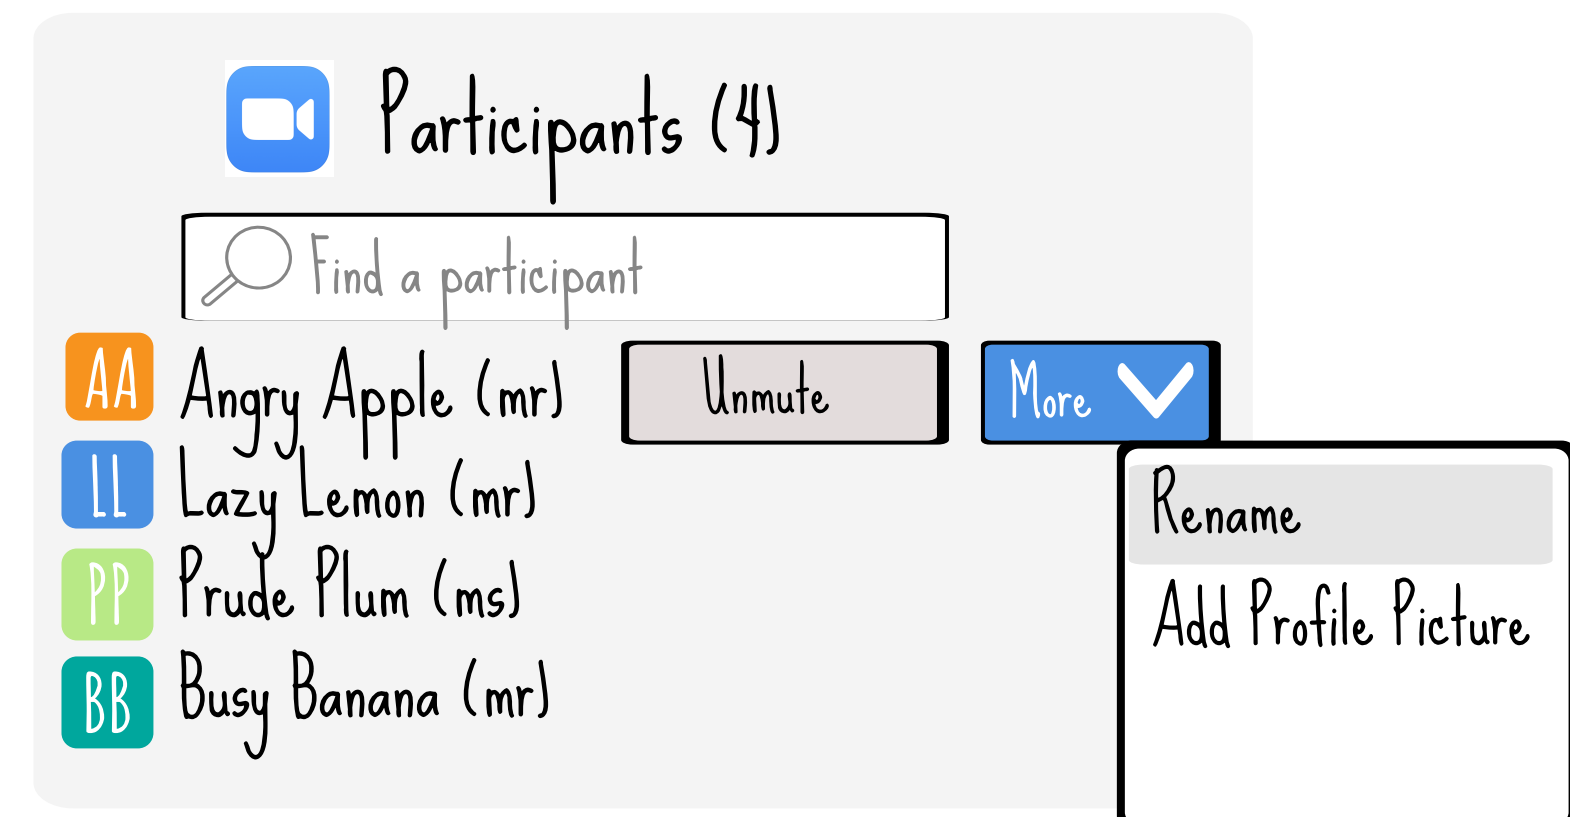 Participants (4)
Find a participant
AA Angry Apple (mr) Unmute More
LL Lazy Lemon (mr)
Rename
PP Prude Plum (ms)
Add Profile Picture
BB Busy Banana (mr)